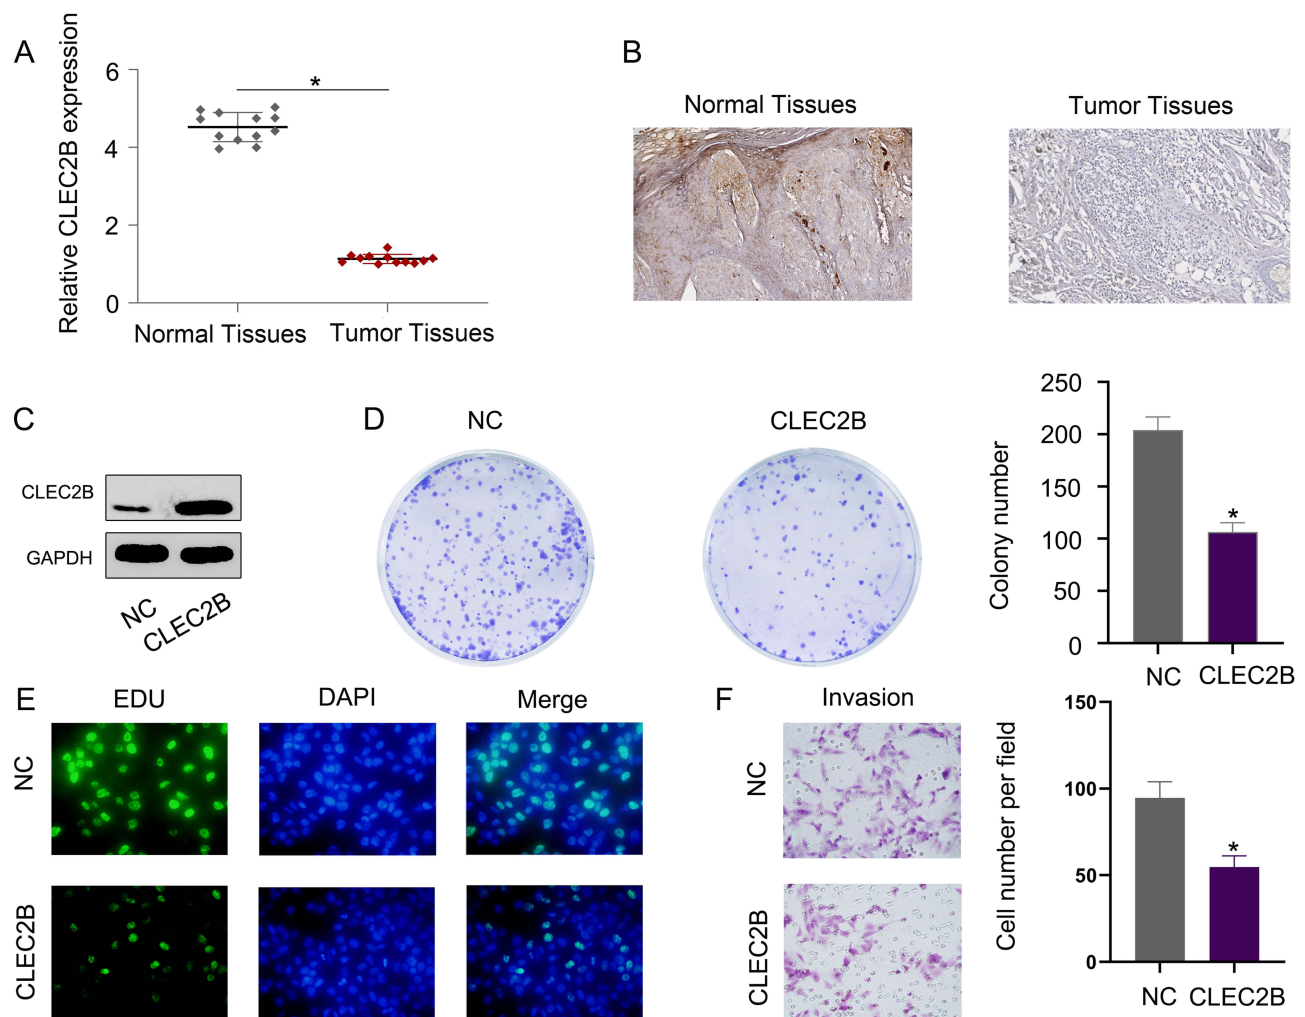 A
Relative CLEC2B expression
6
4
2
0
*
Normal Tissues
Tumor Tissues
B
Normal Tissues
Tumor Tissues
C
CLEC2B
GAPDH
NC
CLEC2B
D
NC
CLEC2B
Colony number
250
200
150
100
50
0
*
NC
CLEC2B
E
EDU
DAPI
Merge
NC
CLEC2B
F
Invasion
NC
CLEC2B
Cell number per field
150
100
50
0
*
NC
CLEC2B